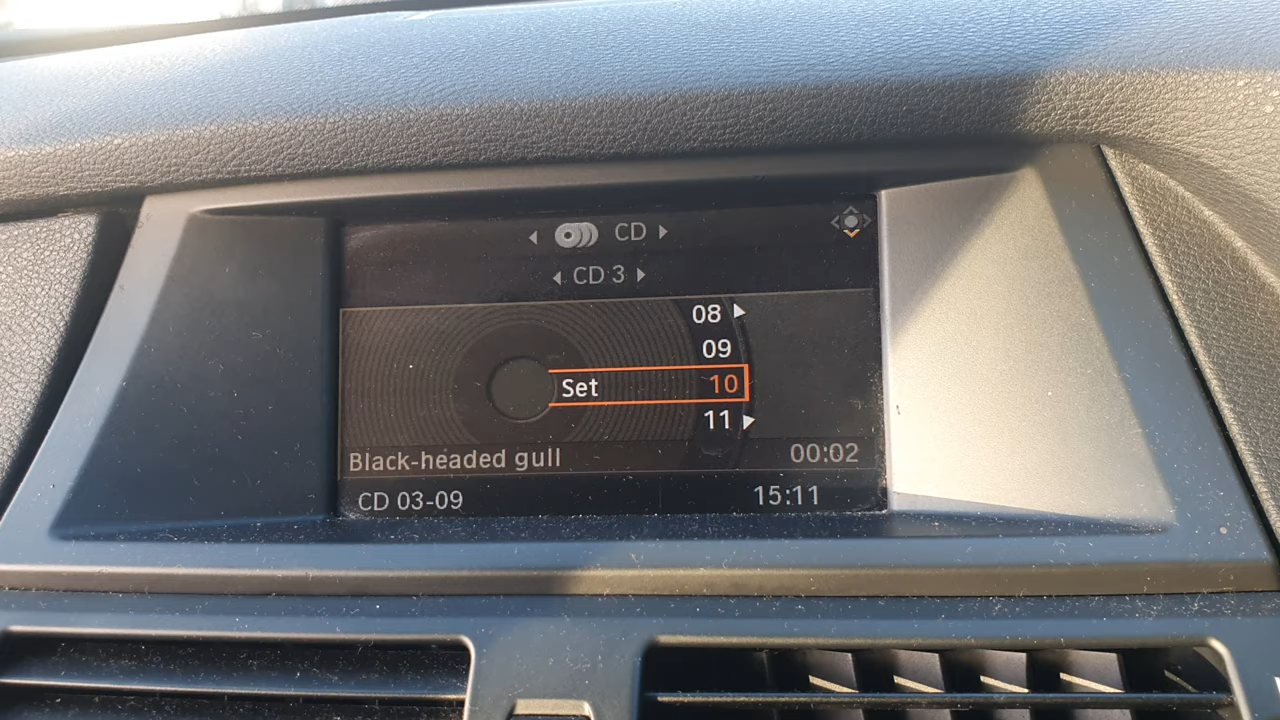 CD
CD 3
08
09
Set 10
11
Black-headed gull 00:02
CD 03-09 15:11